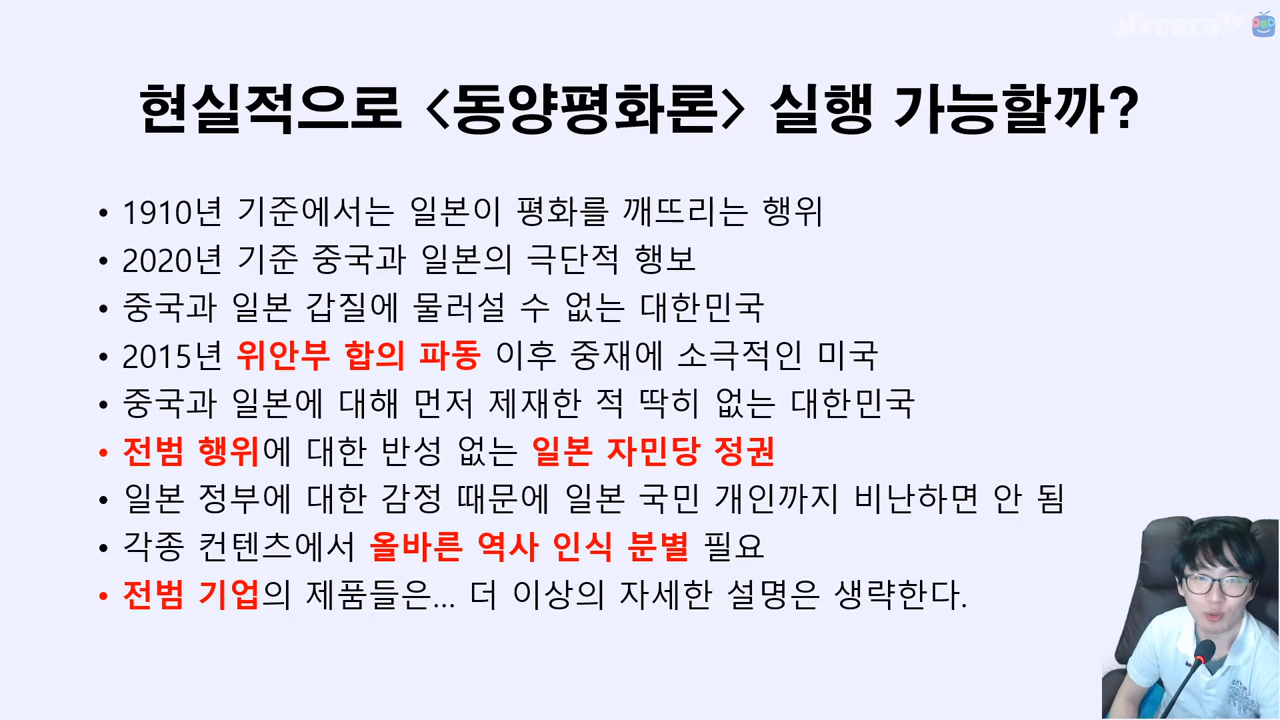 afreecaTV
현실적으로 <동양평화론> 실행 가능할까?
• 1910년 기준에서는 일본이 평화를 깨뜨리는 행위
• 2020년 기준 중국과 일본의 극단적 행보
• 중국과 일본 갑질에 물러설 수 없는 대한민국
• 2015년 위안부 합의 파동 이후 중재에 소극적인 미국
• 중국과 일본에 대해 먼저 제재한 적 딱히 없는 대한민국
• 전범 행위에 대한 반성 없는 일본 자민당 정권
• 일본 정부에 대한 감정 때문에 일본 국민 개인까지 비난하면 안 됨
• 각종 컨텐츠에서 올바른 역사 인식 분별 필요
• 전범 기업의 제품들은... 더 이상의 자세한 설명은 생략한다.